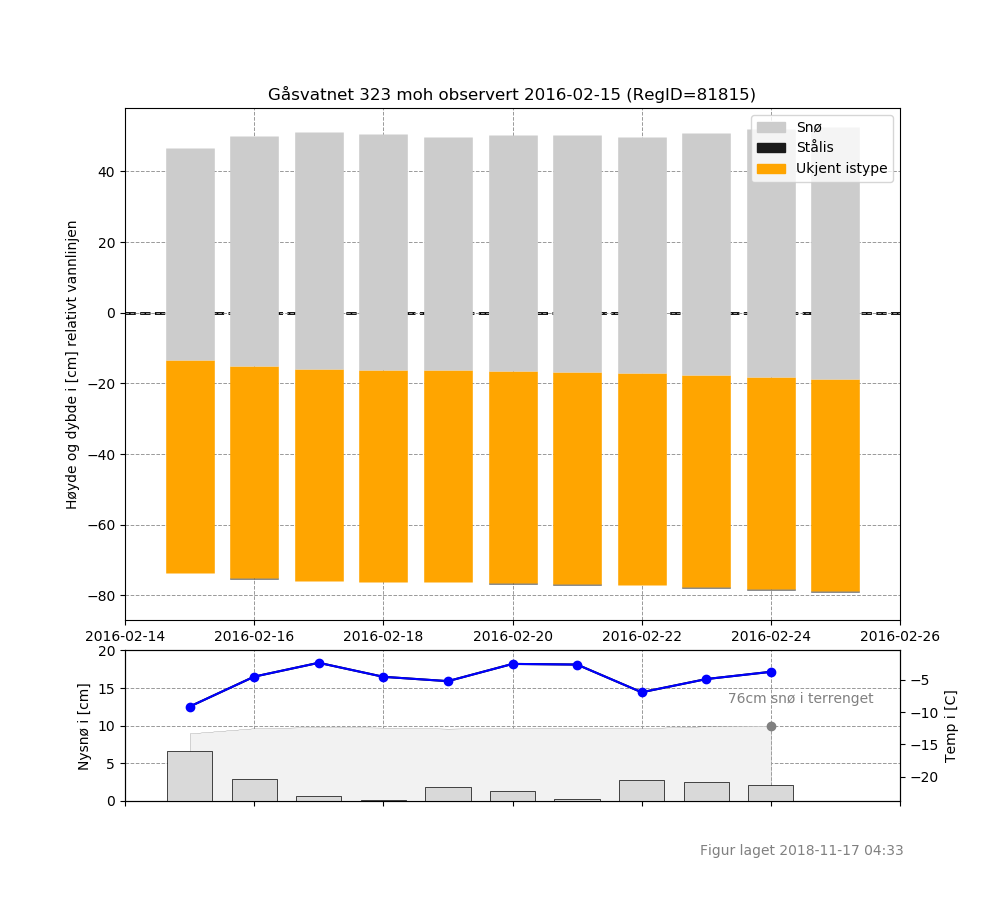 Gåsvatnet 323 moh observert 2016-02-15 (RegID=81815)
Snø
Stålis
Ukjent istype
Høyde og dybde i [cm] relativt vannlinjen
40
20
0
−20
−40
−60
−80
2016-02-14 2016-02-16 2016-02-18 2016-02-20 2016-02-22 2016-02-24 2016-02-26
Nysnø i [cm]
20
15
10
5
0
76cm snø i terrenget
−5
−10
−15
−20
Temp i [C]
Figur laget 2018-11-17 04:33